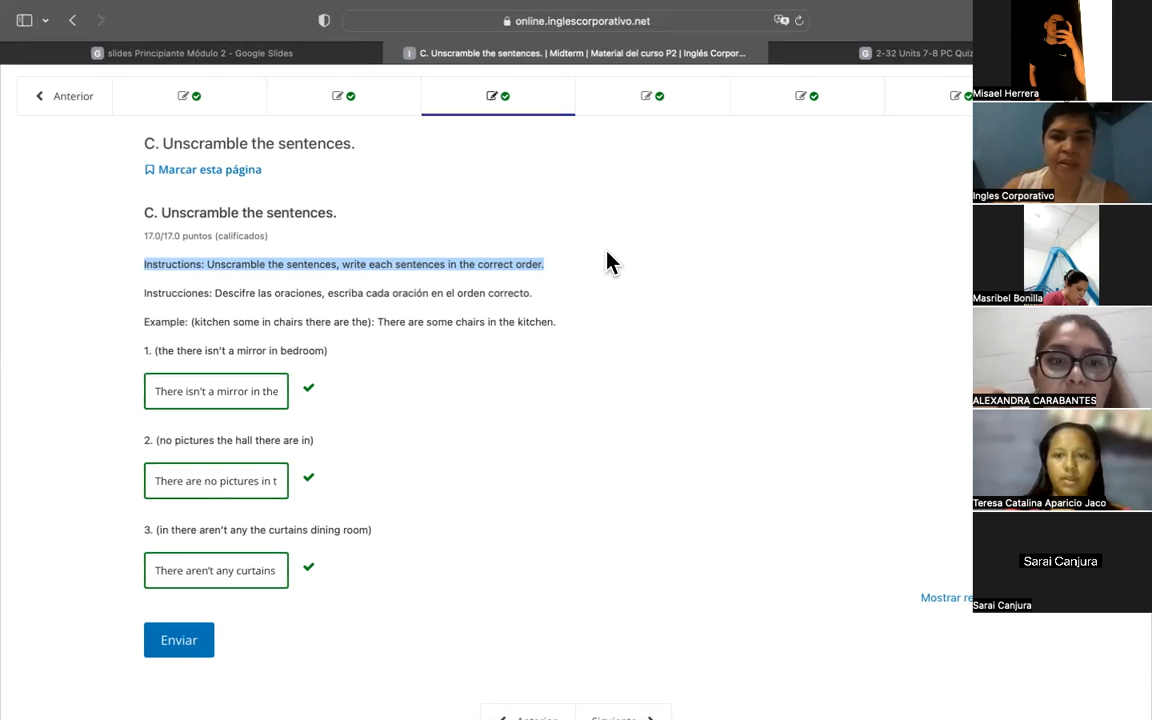 online.inglescorporativo.net
slides Principiante Módulo 2 - Google Slides
C. Unscramble the sentences. | Midterm | Material del curso P2 | Inglés Corpor...
2-32 Units 7-8 PC Quiz
Anterior
C. Unscramble the sentences.
Marcar esta página
C. Unscramble the sentences.
17.0/17.0 puntos (calificados)
Instructions: Unscramble the sentences, write each sentences in the correct order.
Instrucciones: Descifre las oraciones, escriba cada oración en el orden correcto.
Example: (kitchen some in chairs there are the): There are some chairs in the kitchen.
1. (the there isn't a mirror in bedroom)
There isn't a mirror in the
2. (no pictures the hall there are in)
There are no pictures in t
3. (in there aren't any the curtains dining room)
There aren't any curtains
Mostrar re
Enviar
Anterior
Siguiente
Misael Herrera
Ingles Corporativo
Masribel Bonilla
ALEXANDRA CARABANTES
Teresa Catalina Aparicio Jaco
Sarai Canjura
Sarai Canjura